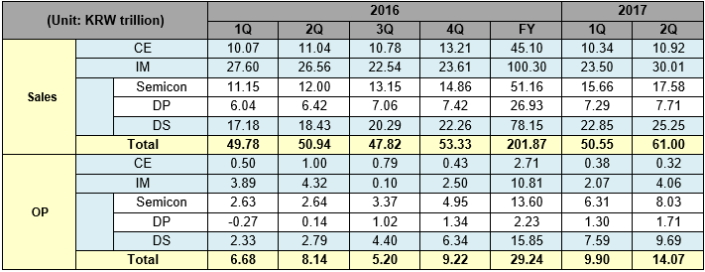 (Unit: KRW trillion) 2016 2017
1Q 2Q 3Q 4Q FY 1Q 2Q
Sales
CE 10.07 11.04 10.78 13.21 45.10 10.34 10.92
IM 27.60 26.56 22.54 23.61 100.30 23.50 30.01
Semicon 11.15 12.00 13.15 14.86 51.16 15.66 17.58
DP 6.04 6.42 7.06 7.42 26.93 7.29 7.71
DS 17.18 18.43 20.29 22.26 78.15 22.85 25.25
Total 49.78 50.94 47.82 53.33 201.87 50.55 61.00
OP
CE 0.50 1.00 0.79 0.43 2.71 0.38 0.32
IM 3.89 4.32 0.10 2.50 10.81 2.07 4.06
Semicon 2.63 2.64 3.37 4.95 13.60 6.31 8.03
DP -0.27 0.14 1.02 1.34 2.23 1.30 1.71
DS 2.33 2.79 4.40 6.34 15.85 7.59 9.69
Total 6.68 8.14 5.20 9.22 29.24 9.90 14.07